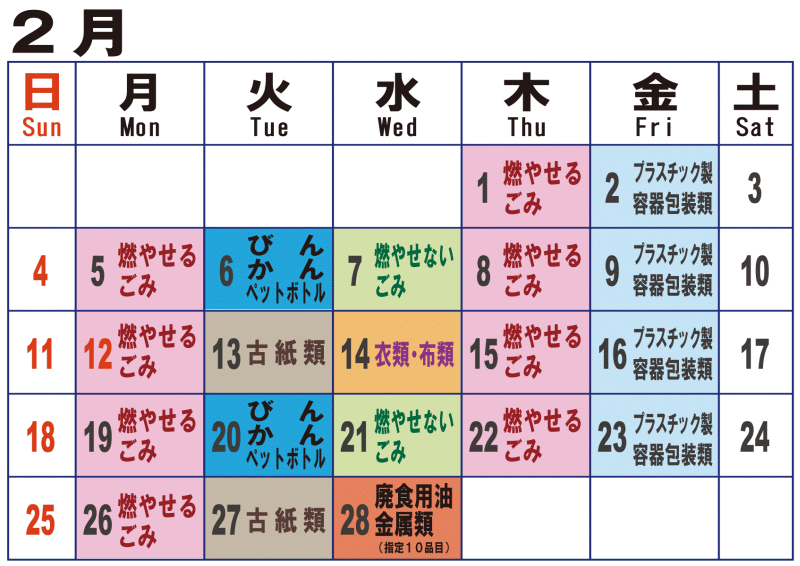 2月
日 月 火 水 木 金 土
Sun Mon Tue Wed Thu Fri Sat
1 燃やせる
ごみ
2 プラスチック製
容器包装類
3
4
5 燃やせる
ごみ
6 びん
かん
ペットボトル
7 燃やせない
ごみ
8 燃やせる
ごみ
9 プラスチック製
容器包装類
10
11
12 燃やせる
ごみ
13 古紙類
14 衣類・布類
15 燃やせる
ごみ
16 プラスチック製
容器包装類
17
18
19 燃やせる
ごみ
20 びん
かん
ペットボトル
21 燃やせない
ごみ
22 燃やせる
ごみ
23 プラスチック製
容器包装類
24
25
26 燃やせる
ごみ
27 古紙類
28 廃食用油
金属類
(指定10品目)